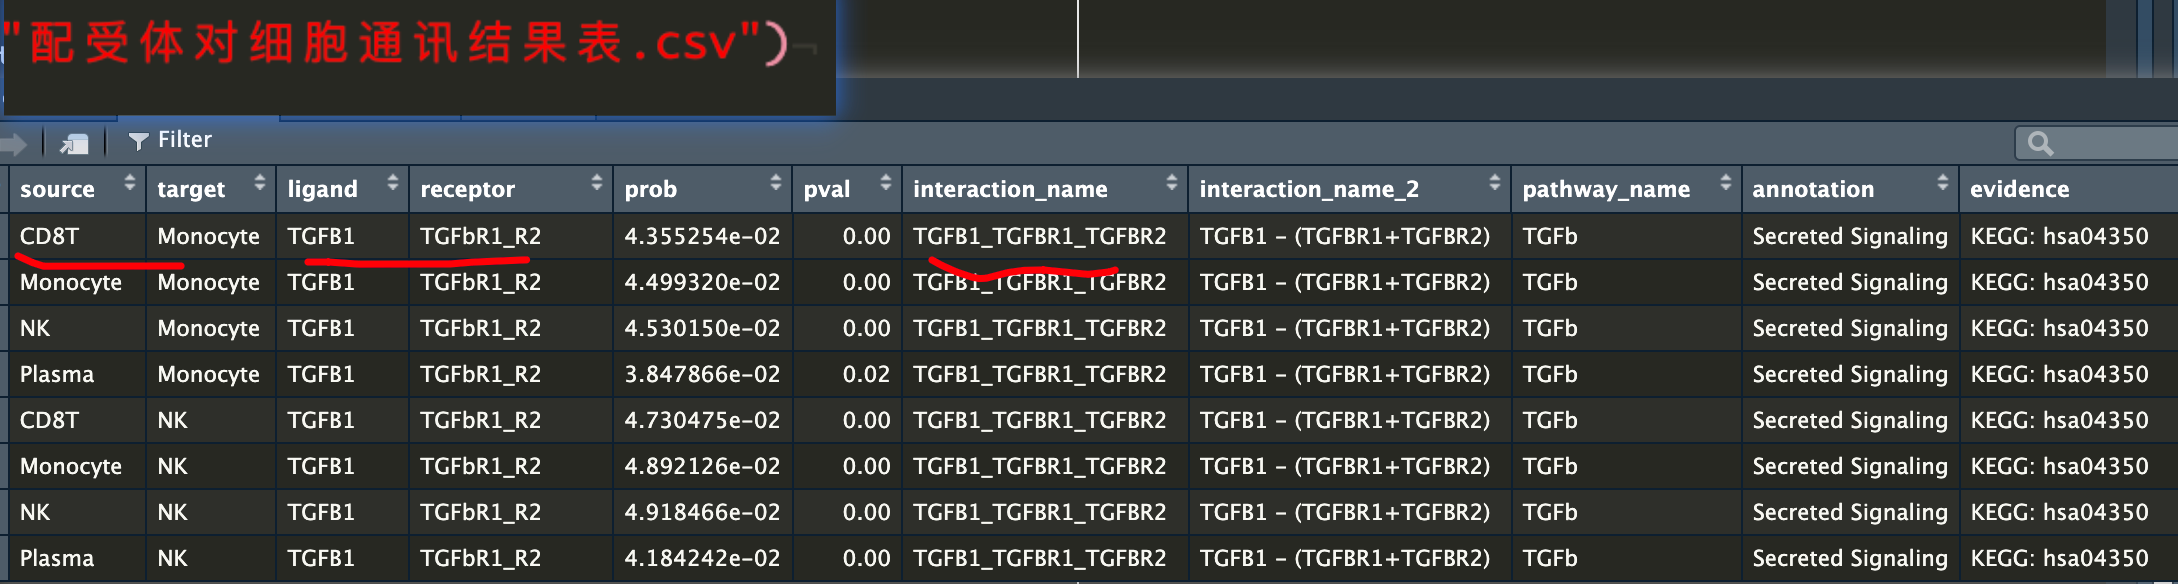 "配受体对细胞通讯结果表.csv")
Filter
source target ligand receptor prob pval interaction_name interaction_name_2 pathway_name annotation evidence
CD8T Monocyte TGFB1 TGFbR1_R2 4.355254e-02 0.00 TGFB1_TGFBR1_TGFBR2 TGFB1 - (TGFBR1+TGFBR2) TGFb Secreted Signaling KEGG: hsa04350
Monocyte Monocyte TGFB1 TGFbR1_R2 4.499320e-02 0.00 TGFB1_TGFBR1_TGFBR2 TGFB1 - (TGFBR1+TGFBR2) TGFb Secreted Signaling KEGG: hsa04350
NK Monocyte TGFB1 TGFbR1_R2 4.530150e-02 0.00 TGFB1_TGFBR1_TGFBR2 TGFB1 - (TGFBR1+TGFBR2) TGFb Secreted Signaling KEGG: hsa04350
Plasma Monocyte TGFB1 TGFbR1_R2 3.847866e-02 0.02 TGFB1_TGFBR1_TGFBR2 TGFB1 - (TGFBR1+TGFBR2) TGFb Secreted Signaling KEGG: hsa04350
CD8T NK TGFB1 TGFbR1_R2 4.730475e-02 0.00 TGFB1_TGFBR1_TGFBR2 TGFB1 - (TGFBR1+TGFBR2) TGFb Secreted Signaling KEGG: hsa04350
Monocyte NK TGFB1 TGFbR1_R2 4.892126e-02 0.00 TGFB1_TGFBR1_TGFBR2 TGFB1 - (TGFBR1+TGFBR2) TGFb Secreted Signaling KEGG: hsa04350
NK NK TGFB1 TGFbR1_R2 4.918466e-02 0.00 TGFB1_TGFBR1_TGFBR2 TGFB1 - (TGFBR1+TGFBR2) TGFb Secreted Signaling KEGG: hsa04350
Plasma NK TGFB1 TGFbR1_R2 4.184242e-02 0.00 TGFB1_TGFBR1_TGFBR2 TGFB1 - (TGFBR1+TGFBR2) TGFb Secreted Signaling KEGG: hsa04350